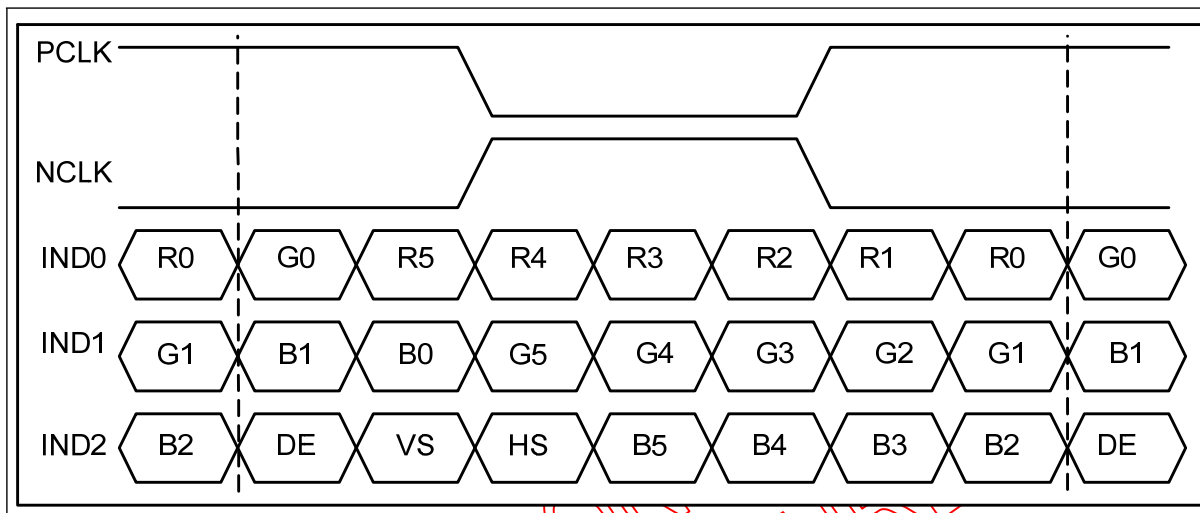 PCLK
NCLK
IND0 R0 G0 R5 R4 R3 R2 R1 R0 G0
IND1 G1 B1 B0 G5 G4 G3 G2 G1 B1
IND2 B2 DE VS HS B5 B4 B3 B2 DE